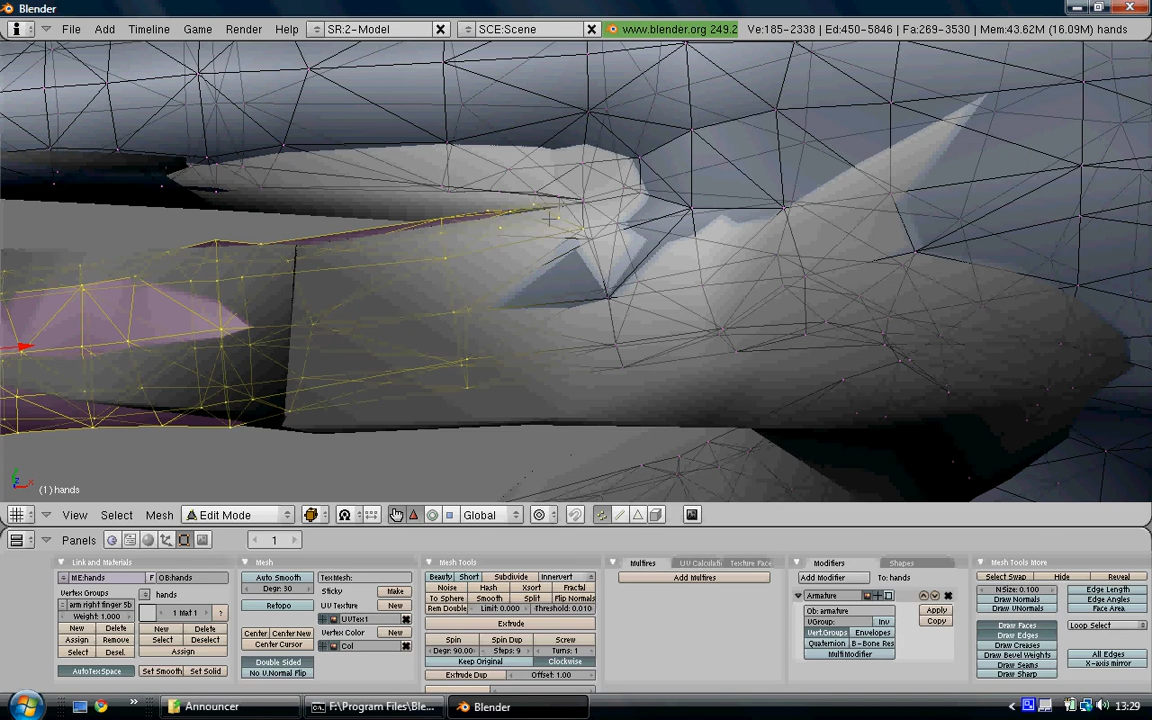 Blender
File Add Timeline Game Render Help SR:2-Model SCE:Scene www.blender.org 249.2 Ve:185-2338 | Ed:450-5846 | Fa:269-3530 | Mem:43.62M (16.09M) hands
(1) hands
View Select Mesh Edit Mode Global
Panels 1
Link and Materials Mesh Mesh Tools Multires UV Calculati Texture Face Modifiers Shapes Mesh Tools More
ME:hands F OB:hands Auto Smooth TexMesh: Beauty Short Subdivide Innervert Add Multires Add Modifier To: hands Select Swap Hide Reveal
Vertex Groups hands Degr: 30 Sticky Make Noise Hash Xsort Fractal Armature NSize: 0.100 Edge Length
arm right finger 5b 1 Mat 1 ? Retopo UV Texture New To Sphere Smooth Split Flip Normals Ob: armature Apply Draw Normals Edge Angles
Weight: 1.000 UVTex1 Rem Double Limit: 0.000 Threshold: 0.010 VGroup: Inv Copy Draw VNormals Face Area
New Delete New Delete Center Center New Vertex Color New Extrude Vert.Groups Envelopes Draw Faces Loop Select
Assign Remove Select Deselect Center Cursor Col Spin Spin Dup Screw Quaternion B-Bone Res Draw Edges
Select Desel. Assign Double Sided Degr: 90.00 Steps: 9 Turns: 1 MultiModifier Draw Creases All Edges
AutoTexSpace Set Smooth Set Solid No V.Normal Flip Keep Original Clockwise Draw Bevel Weights X-axis mirror
Extrude Dup Offset: 1.00 Draw Seams
Draw Sharp
Announcer F:\Program Files\Ble... Blender 13:29